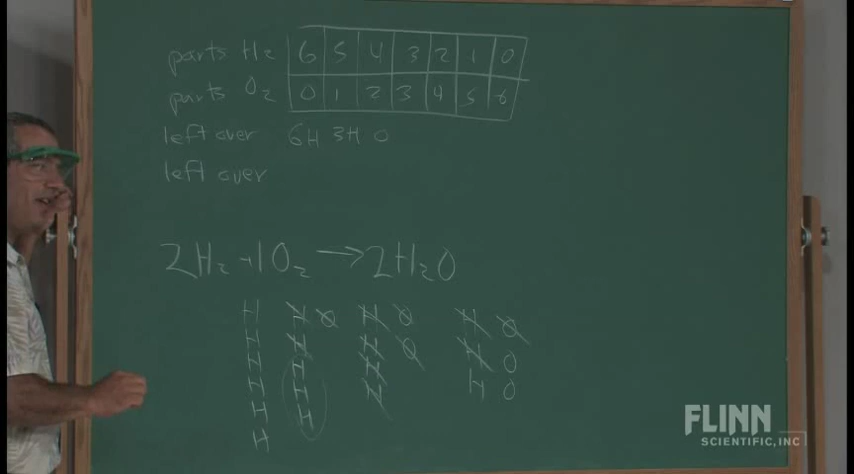 parts H2 6 5 4 3 2 1 0
parts O2 0 1 2 3 4 5 6
left over 6H 3H 0
left over
2H2 + 1O2 → 2H2O
H H O H O H O
H H H O H O
H H H H O
H H H
H H
H
FLINN
SCIENTIFIC, INC